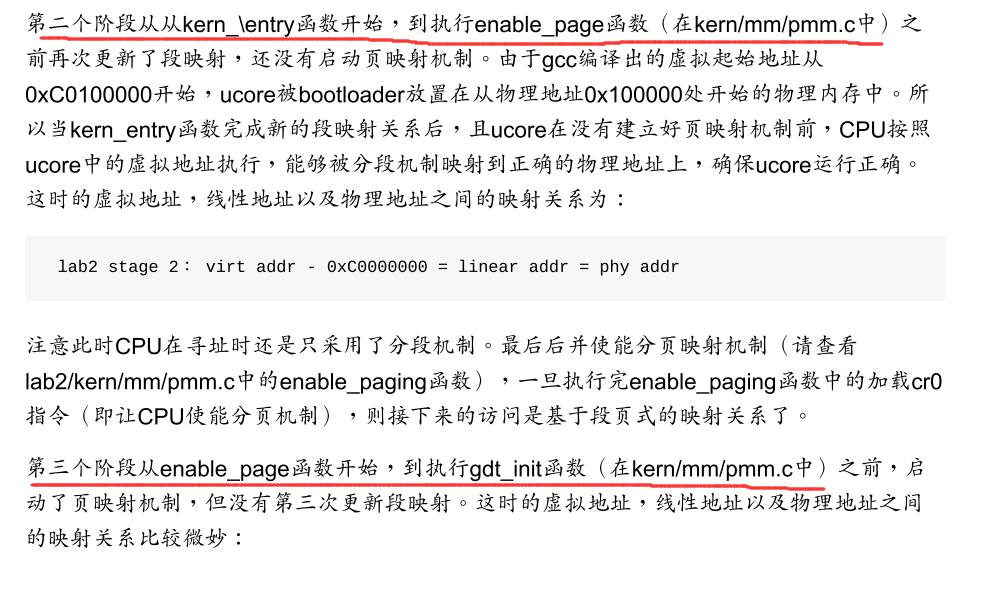 第二个阶段从从kern_\entry函数开始，到执行enable_page函数（在kern/mm/pmm.c中）之
前再次更新了段映射，还没有启动页映射机制。由于gcc编译出的虚拟起始地址从
0xC0100000开始，ucore被bootloader放置在从物理地址0x100000处开始的物理内存中。所
以当kern_entry函数完成新的段映射关系后，且ucore在没有建立好页映射机制前，CPU按照
ucore中的虚拟地址执行，能够被分段机制映射到正确的物理地址上，确保ucore运行正确。
这时的虚拟地址，线性地址以及物理地址之间的映射关系为：
lab2 stage 2： virt addr - 0xC0000000 = linear addr = phy addr
注意此时CPU在寻址时还是只采用了分段机制。最后后并使能分页映射机制（请查看
lab2/kern/mm/pmm.c中的enable_paging函数），一旦执行完enable_paging函数中的加载cr0
指令（即让CPU使能分页机制），则接下来的访问是基于段页式的映射关系了。
第三个阶段从enable_page函数开始，到执行gdt_init函数（在kern/mm/pmm.c中）之前，启
动了页映射机制，但没有第三次更新段映射。这时的虚拟地址，线性地址以及物理地址之间
的映射关系比较微妙：